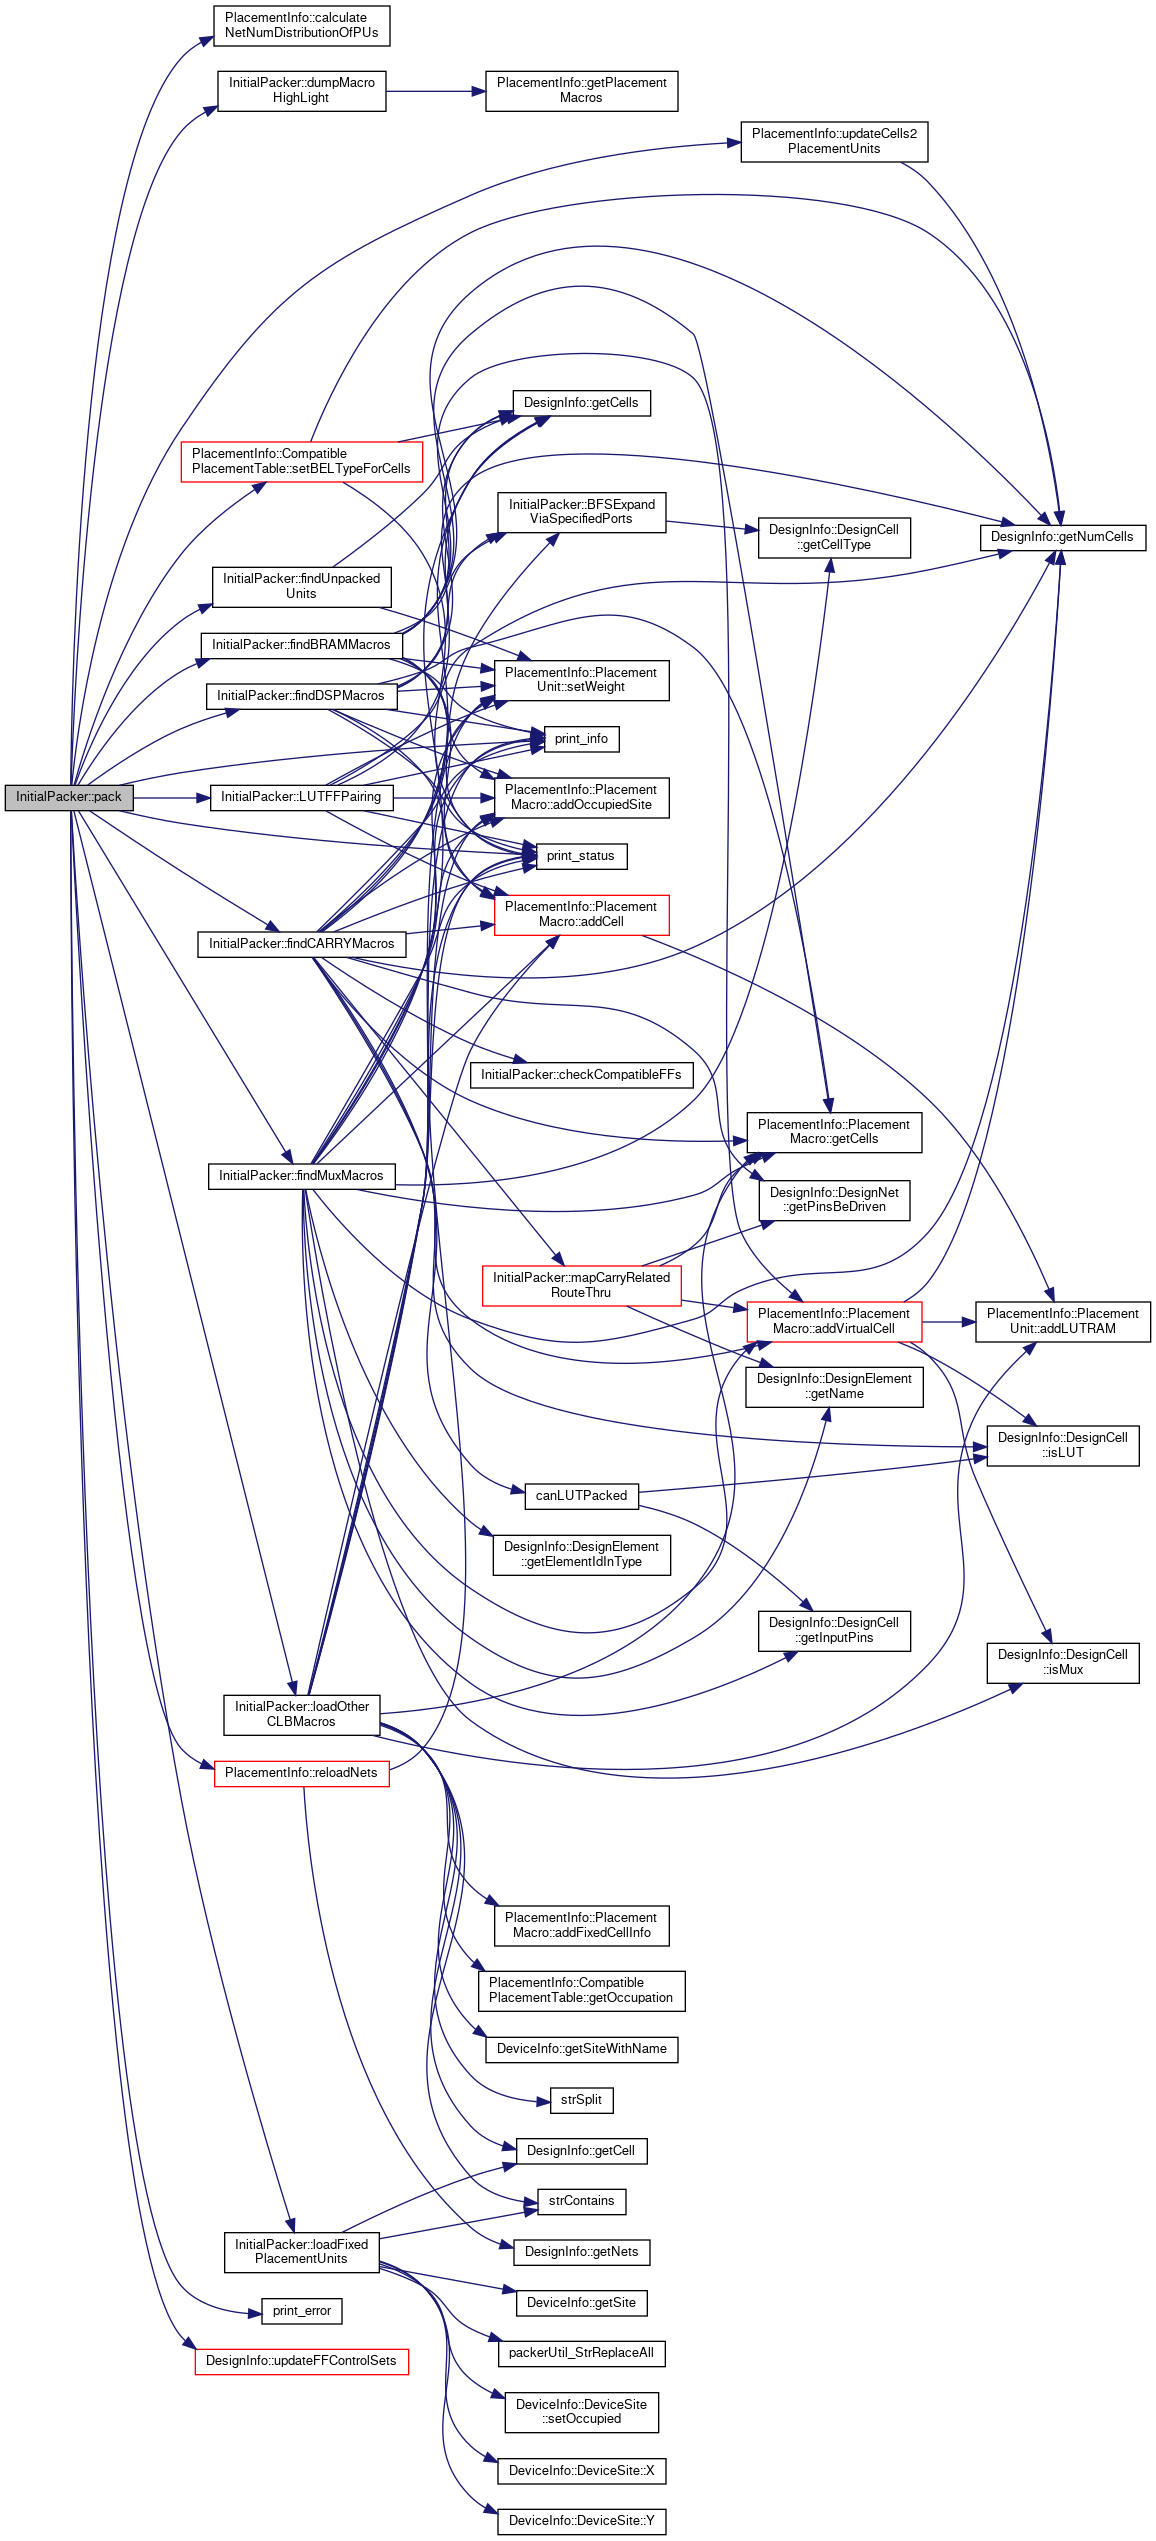 PlacementInfo::calculate
NetNumDistributionOfPUs
InitialPacker::dumpMacro
HighLight
PlacementInfo::getPlacement
Macros
PlacementInfo::updateCells2
PlacementUnits
DesignInfo::getCells
PlacementInfo::Compatible
PlacementTable::setBELTypeForCells
InitialPacker::BFSExpand
ViaSpecifiedPorts
DesignInfo::DesignCell
::getCellType
DesignInfo::getNumCells
InitialPacker::findUnpacked
Units
InitialPacker::findBRAMMacros
PlacementInfo::Placement
Unit::setWeight
InitialPacker::findDSPMacros
print_info
InitialPacker::pack
InitialPacker::LUTFFPairing
PlacementInfo::Placement
Macro::addOccupiedSite
print_status
PlacementInfo::Placement
Macro::addCell
InitialPacker::findCARRYMacros
InitialPacker::checkCompatibleFFs
PlacementInfo::Placement
Macro::getCells
InitialPacker::findMuxMacros
DesignInfo::DesignNet
::getPinsBeDriven
InitialPacker::mapCarryRelated
RouteThru
PlacementInfo::Placement
Macro::addVirtualCell
PlacementInfo::Placement
Unit::addLUTRAM
DesignInfo::DesignElement
::getName
DesignInfo::DesignCell
::isLUT
canLUTPacked
DesignInfo::DesignElement
::getElementIdInType
DesignInfo::DesignCell
::getInputPins
DesignInfo::DesignCell
::isMux
InitialPacker::loadOther
CLBMacros
PlacementInfo::reloadNets
PlacementInfo::Placement
Macro::addFixedCellInfo
PlacementInfo::Compatible
PlacementTable::getOccupation
DeviceInfo::getSiteWithName
strSplit
DesignInfo::getCell
strContains
InitialPacker::loadFixed
PlacementUnits
DesignInfo::getNets
DeviceInfo::getSite
print_error
packerUtil_StrReplaceAll
DesignInfo::updateFFControlSets
DeviceInfo::DeviceSite
::setOccupied
DeviceInfo::DeviceSite::X
DeviceInfo::DeviceSite::Y